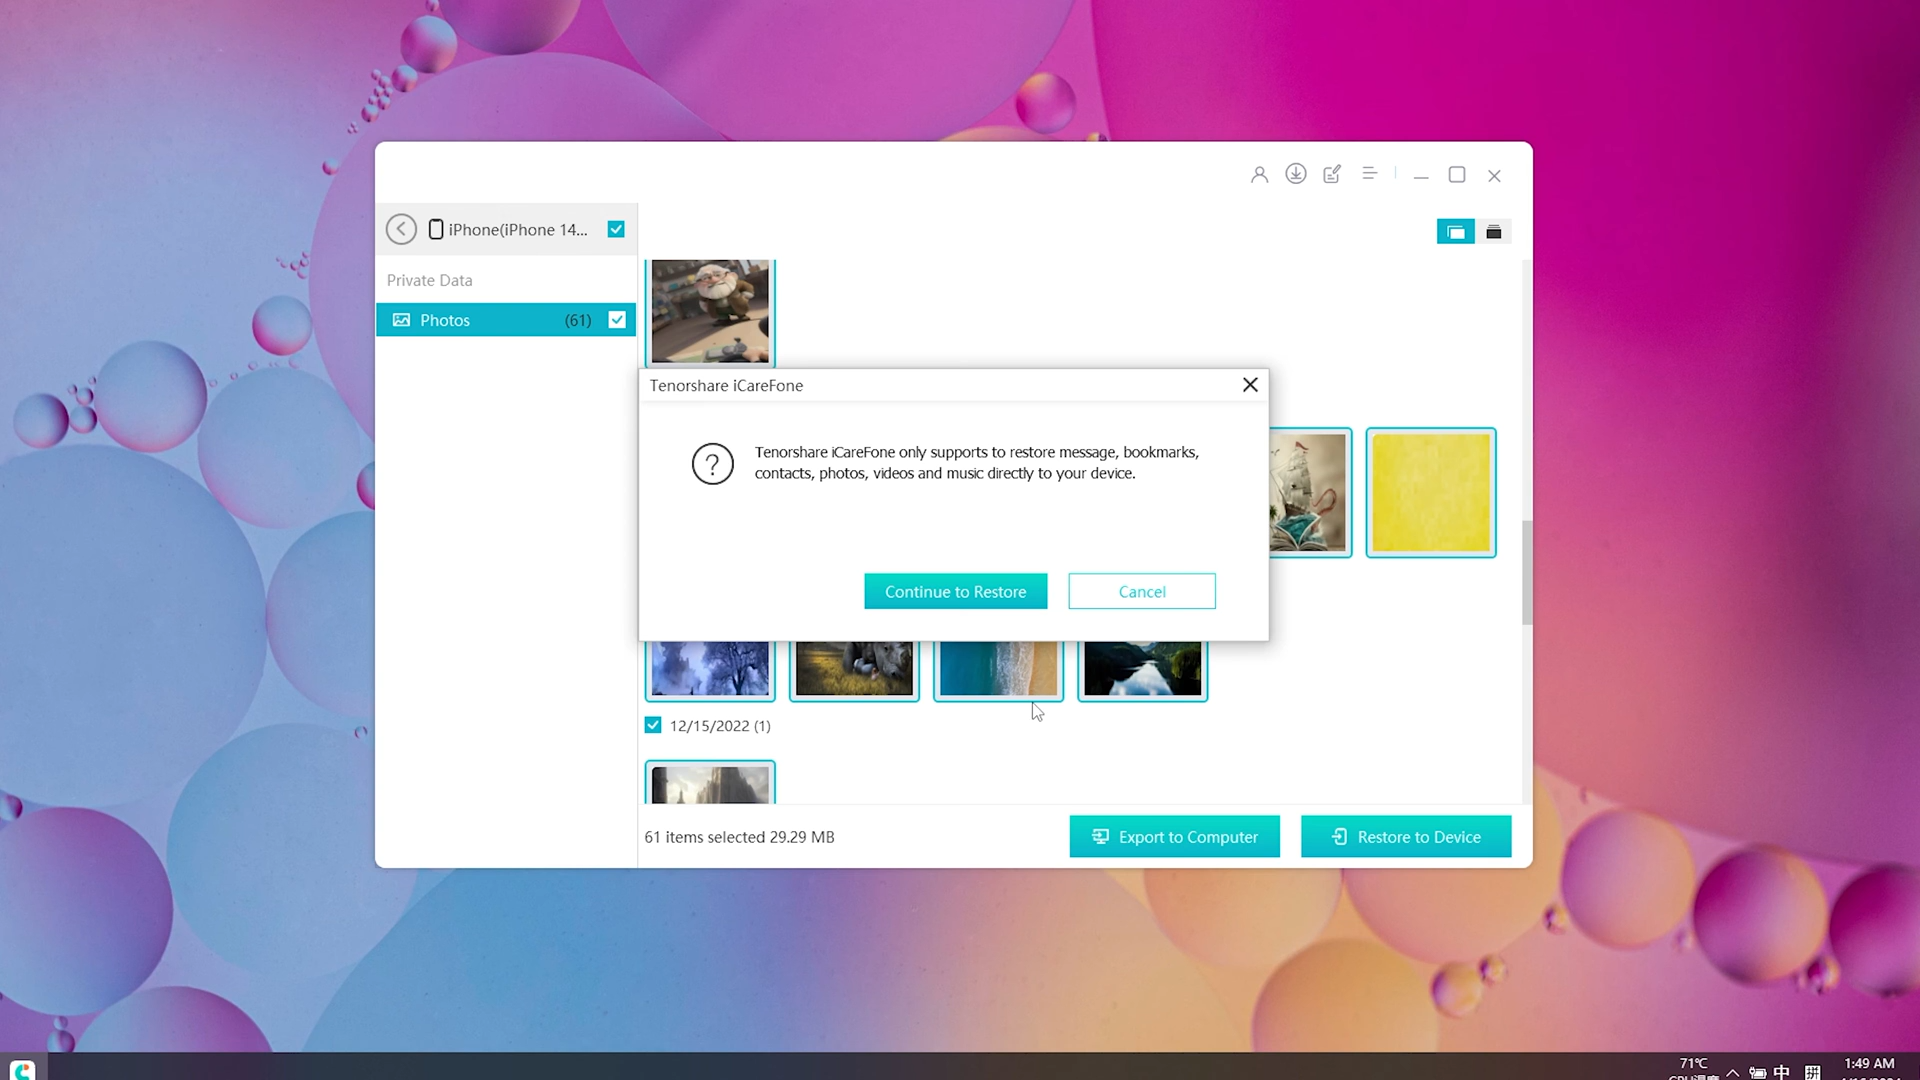 iPhone(iPhone 14...
Private Data
Photos (61)
Tenorshare iCareFone
Tenorshare iCareFone only supports to restore message, bookmarks,
contacts, photos, videos and music directly to your device.
Continue to Restore
Cancel
12/15/2022 (1)
61 items selected 29.29 MB
Export to Computer
Restore to Device
71°C
中
拼
1:49 AM